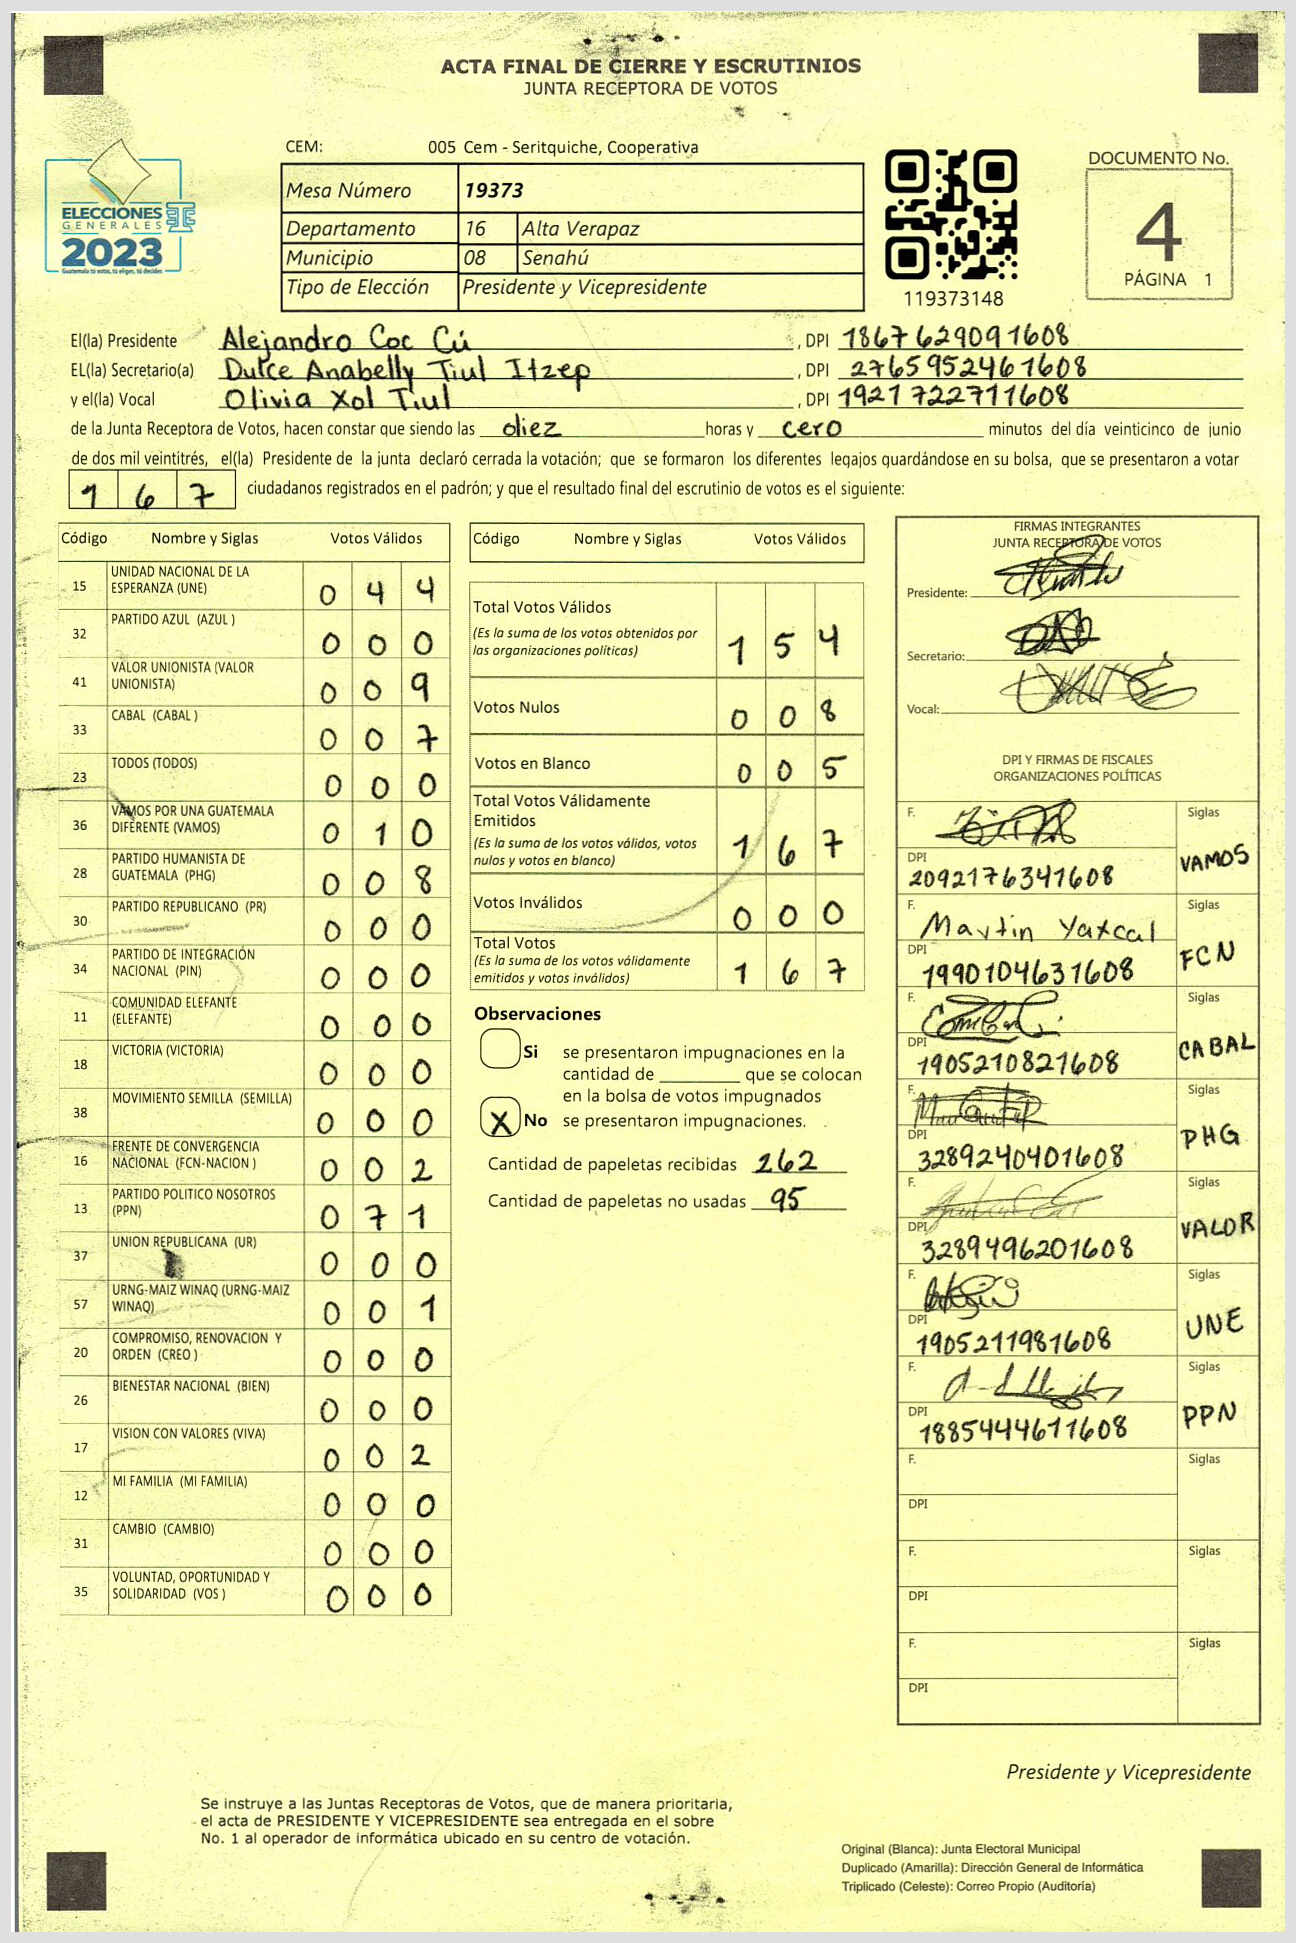 ACTA FINAL DE CIERRE Y ESCRUTINIOS
JUNTA RECEPTORA DE VOTOS
ELECCIONES
GENERALES
2023
Guatemala tú votas, tú eliges, tú decides
CEM: 005 Cem - Seritquiche, Cooperativa
Mesa Número 19373
Departamento 16 Alta Verapaz
Municipio 08 Senahú
Tipo de Elección Presidente y Vicepresidente
119373148
DOCUMENTO No.
4
PÁGINA 1
El(la) Presidente Alejandro Coc Cú , DPI 1867629091608
EL(la) Secretario(a) Dulce Anabelly Tiul Itzep , DPI 2765952461608
y el(la) Vocal Olivia Xol Tiul , DPI 1921722711608
de la Junta Receptora de Votos, hacen constar que siendo las diez horas y cero minutos del día veinticinco de junio
de dos mil veintitrés, el(la) Presidente de la junta declaró cerrada la votación; que se formaron los diferentes legajos guardándose en su bolsa, que se presentaron a votar
167 ciudadanos registrados en el padrón; y que el resultado final del escrutinio de votos es el siguiente:
Código Nombre y Siglas Votos Válidos
15 UNIDAD NACIONAL DE LA ESPERANZA (UNE) 0 4 4
32 PARTIDO AZUL (AZUL ) 0 0 0
41 VALOR UNIONISTA (VALOR UNIONISTA) 0 0 9
33 CABAL (CABAL ) 0 0 7
23 TODOS (TODOS) 0 0 0
36 VAMOS POR UNA GUATEMALA DIFERENTE (VAMOS) 0 1 0
28 PARTIDO HUMANISTA DE GUATEMALA (PHG) 0 0 8
30 PARTIDO REPUBLICANO (PR) 0 0 0
34 PARTIDO DE INTEGRACIÓN NACIONAL (PIN) 0 0 0
11 COMUNIDAD ELEFANTE (ELEFANTE) 0 0 0
18 VICTORIA (VICTORIA) 0 0 0
38 MOVIMIENTO SEMILLA (SEMILLA) 0 0 0
16 FRENTE DE CONVERGENCIA NACIONAL (FCN-NACION ) 0 0 2
13 PARTIDO POLITICO NOSOTROS (PPN) 0 7 1
37 UNION REPUBLICANA (UR) 0 0 0
57 URNG-MAIZ WINAQ (URNG-MAIZ WINAQ) 0 0 1
20 COMPROMISO, RENOVACION Y ORDEN (CREO ) 0 0 0
26 BIENESTAR NACIONAL (BIEN) 0 0 0
17 VISION CON VALORES (VIVA) 0 0 2
12 MI FAMILIA (MI FAMILIA) 0 0 0
31 CAMBIO (CAMBIO) 0 0 0
35 VOLUNTAD, OPORTUNIDAD Y SOLIDARIDAD (VOS ) 0 0 0
Código Nombre y Siglas Votos Válidos
Total Votos Válidos
(Es la suma de los votos obtenidos por las organizaciones políticas) 1 5 4
Votos Nulos 0 0 8
Votos en Blanco 0 0 5
Total Votos Válidamente Emitidos
(Es la suma de los votos válidos, votos nulos y votos en blanco) 1 6 7
Votos Inválidos 0 0 0
Total Votos
(Es la suma de los votos válidamente emitidos y votos inválidos) 1 6 7
Observaciones
Si se presentaron impugnaciones en la
cantidad de ________ que se colocan
en la bolsa de votos impugnados
X No se presentaron impugnaciones.
Cantidad de papeletas recibidas 262
Cantidad de papeletas no usadas 95
FIRMAS INTEGRANTES
JUNTA RECEPTORA DE VOTOS
Presidente:
Secretario:
Vocal:
DPI Y FIRMAS DE FISCALES
ORGANIZACIONES POLÍTICAS
F. Siglas
DPI 2092176341608 VAMOS
F. Martin Yaxcal Siglas
DPI 1990104631608 FCN
F. Siglas
DPI 1905210821608 CABAL
F. Siglas
DPI 3289240401608 PHG
F. Siglas
DPI 3289496201608 VALOR
F. Siglas
DPI 1905211981608 UNE
F. Siglas
DPI 1885444611608 PPN
F. Siglas
DPI
F. Siglas
DPI
F. Siglas
DPI
Presidente y Vicepresidente
Se instruye a las Juntas Receptoras de Votos, que de manera prioritaria,
el acta de PRESIDENTE Y VICEPRESIDENTE sea entregada en el sobre
No. 1 al operador de informática ubicado en su centro de votación.
Original (Blanca): Junta Electoral Municipal
Duplicado (Amarilla): Dirección General de Informática
Triplicado (Celeste): Correo Propio (Auditoría)